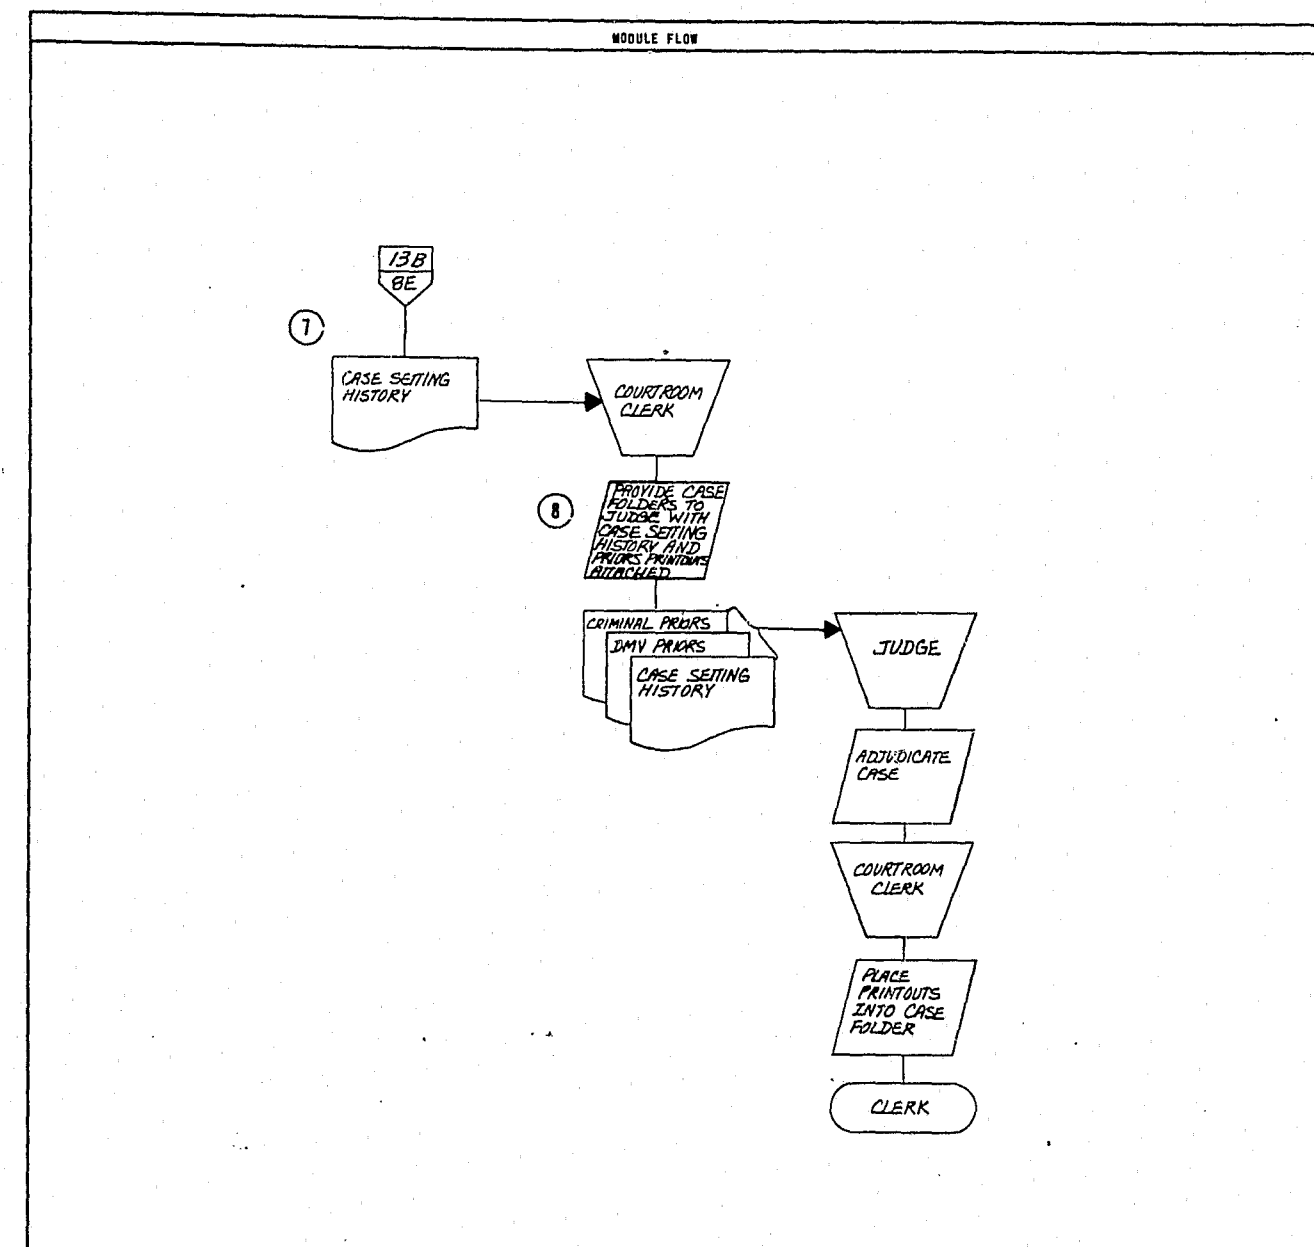 MODULE FLOW
13B
8E
7
CASE SETTING
HISTORY
COURTROOM
CLERK
8
PROVIDE CASE
FOLDERS TO
JUDGE WITH
CASE SETTING
HISTORY AND
PRIORS PRINTOUTS
ATTACHED
CRIMINAL PRIORS
DMV PRIORS
CASE SETTING
HISTORY
JUDGE
ADJUDICATE
CASE
COURTROOM
CLERK
PLACE
PRINTOUTS
INTO CASE
FOLDER
CLERK